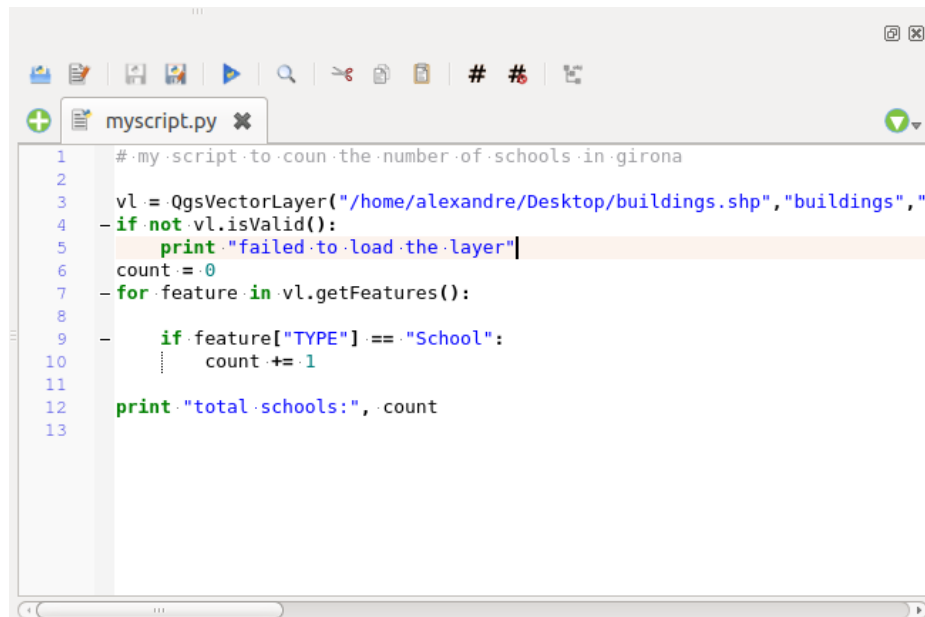 myscript.py
1 # my script to coun the number of schools in girona
2
3 vl = QgsVectorLayer("/home/alexandre/Desktop/buildings.shp","buildings","
4 if not vl.isValid():
5 print "failed to load the layer"
6 count = 0
7 for feature in vl.getFeatures():
8
9 if feature["TYPE"] == "School":
10 count += 1
11
12 print "total schools:", count
13